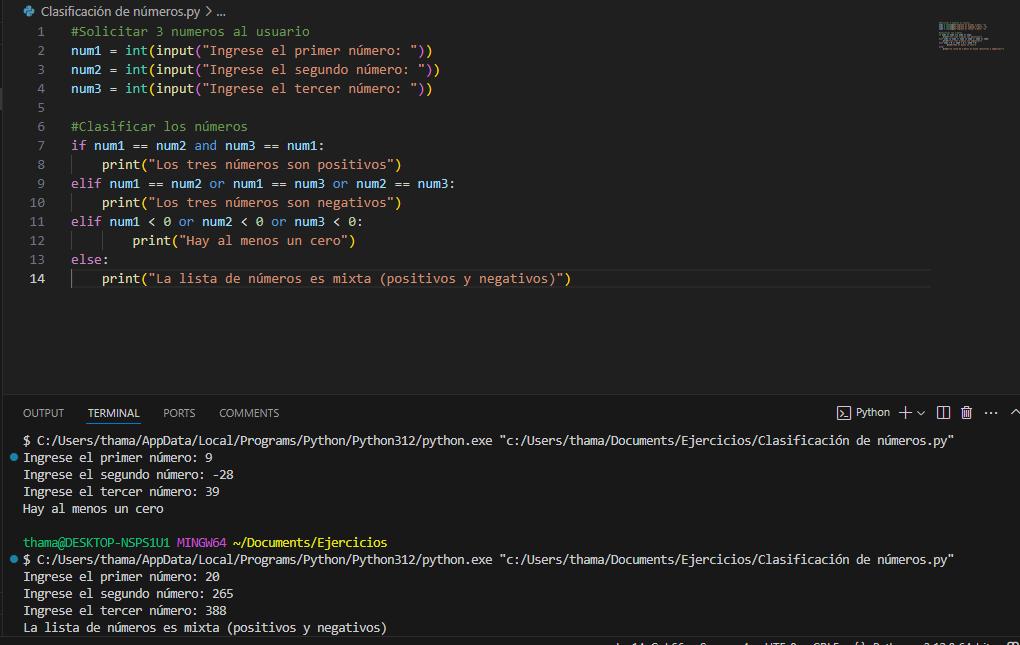 Clasificación de números.py > ...
1 #Solicitar 3 numeros al usuario
2 num1 = int(input("Ingrese el primer número: "))
3 num2 = int(input("Ingrese el segundo número: "))
4 num3 = int(input("Ingrese el tercer número: "))
5
6 #Clasificar los números
7 if num1 == num2 and num3 == num1:
8     print("Los tres números son positivos")
9 elif num1 == num2 or num1 == num3 or num2 == num3:
10     print("Los tres números son negativos")
11 elif num1 < 0 or num2 < 0 or num3 < 0:
12         print("Hay al menos un cero")
13 else:
14     print("La lista de números es mixta (positivos y negativos)")
OUTPUT TERMINAL PORTS COMMENTS Python
$ C:/Users/thama/AppData/Local/Programs/Python/Python312/python.exe "c:/Users/thama/Documents/Ejercicios/Clasificación de números.py"
Ingrese el primer número: 9
Ingrese el segundo número: -28
Ingrese el tercer número: 39
Hay al menos un cero
thama@DESKTOP-NSPS1U1 MINGW64 ~/Documents/Ejercicios
$ C:/Users/thama/AppData/Local/Programs/Python/Python312/python.exe "c:/Users/thama/Documents/Ejercicios/Clasificación de números.py"
Ingrese el primer número: 20
Ingrese el segundo número: 265
Ingrese el tercer número: 388
La lista de números es mixta (positivos y negativos)